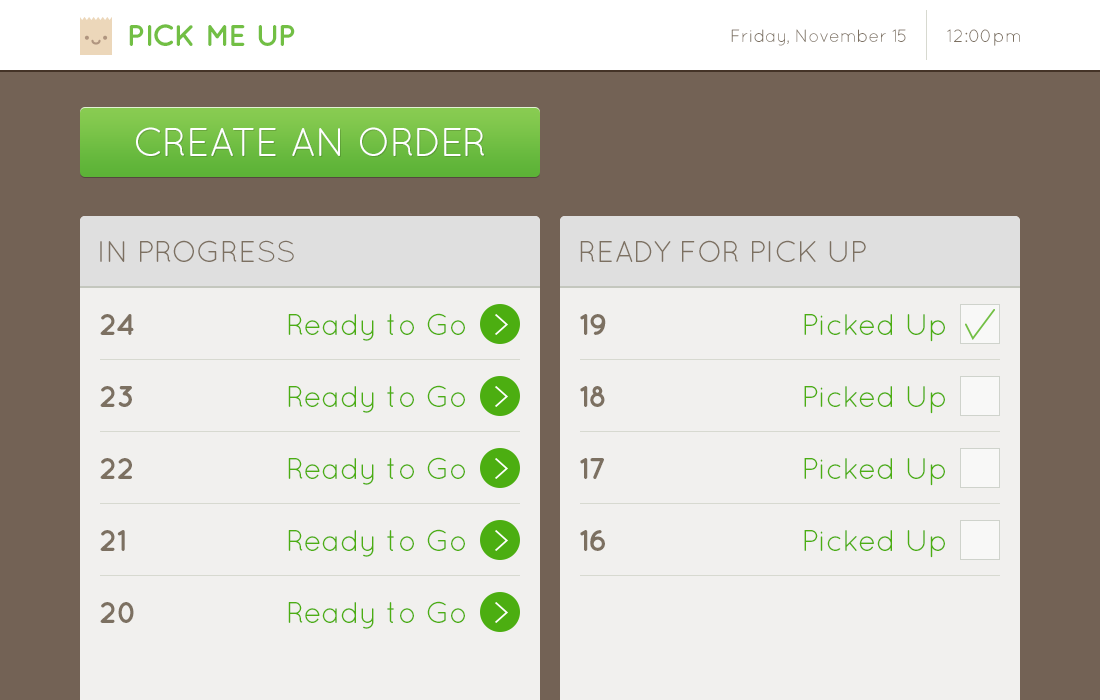 PICK ME UP
Friday, November 15
12:00pm
CREATE AN ORDER
IN PROGRESS
24 Ready to Go
23 Ready to Go
22 Ready to Go
21 Ready to Go
20 Ready to Go
READY FOR PICK UP
19 Picked Up
18 Picked Up
17 Picked Up
16 Picked Up